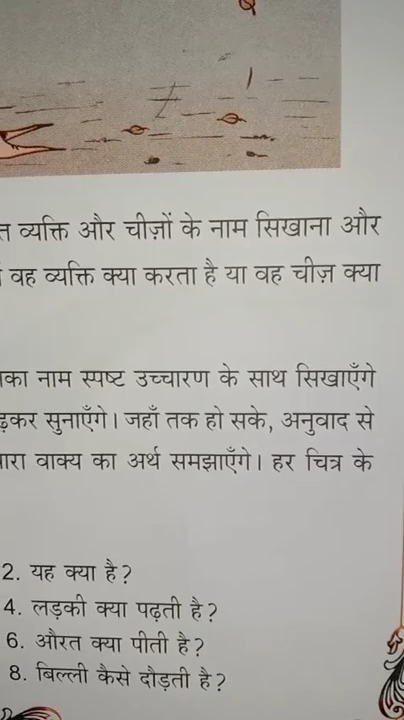 व्यक्ति और चीज़ों के नाम सिखाना और
वह व्यक्ति क्या करता है या वह चीज़ क्या
नाम स्पष्ट उच्चारण के साथ सिखाएँगे
सुनाएँगे। जहाँ तक हो सके, अनुवाद से
वाक्य का अर्थ समझाएँगे। हर चित्र के
2. यह क्या है?
4. लड़की क्या पढ़ती है?
6. औरत क्या पीती है?
8. बिल्ली कैसे दौड़ती है?